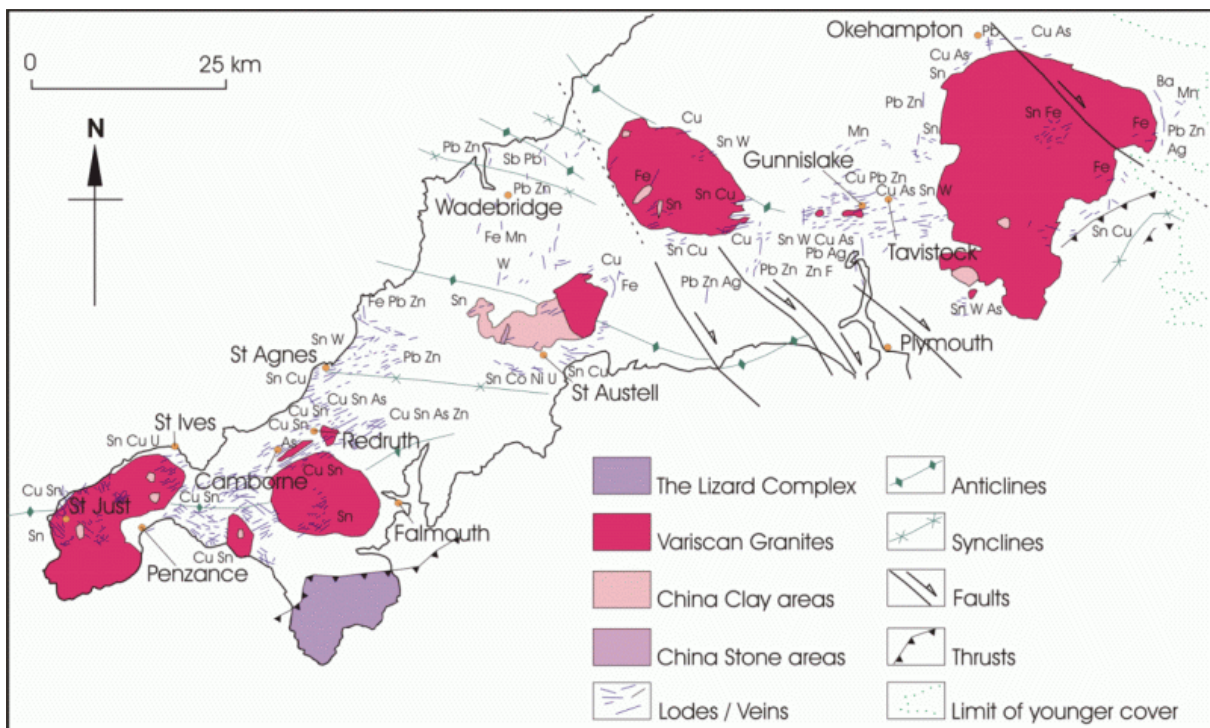 Okehampton
Pb
Cu As
Cu As
Sn
0 25 km
N
Ba
Mn
Pb Zn
Cu
Sn Fe
Fe
Pb Zn
Ag
Sn W
Mn
Sn
Gunnislake
Pb Zn
Sb Pb
Fe
Cu Pb Zn
Fe
Pb Zn
Cu As Sn W
Wadebridge
Sn
Sn Cu
Fe Mn
Sn Cu
Cu
Sn W Cu As
Sn Cu
Pb Ag
Tavistock
W
Cu
Pb Zn
Zn F
Fe
Pb Zn Ag
Sn
Fe Pb Zn
Sn W As
Sn W
Plymouth
St Agnes
Pb Zn
Sn Cu
Sn Co Ni U
Sn Cu
St Austell
Cu Sn As
Cu Sn
Cu Sn As Zn
St Ives
Cu Sn
Sn Cu U
As
Redruth
Cu Sn
Camborne
Cu Sn
Cu Sn
St Just
Sn
Sn
Falmouth
Cu Sn
Penzance
The Lizard Complex
Anticlines
Variscan Granites
Synclines
China Clay areas
Faults
China Stone areas
Thrusts
Lodes / Veins
Limit of younger cover